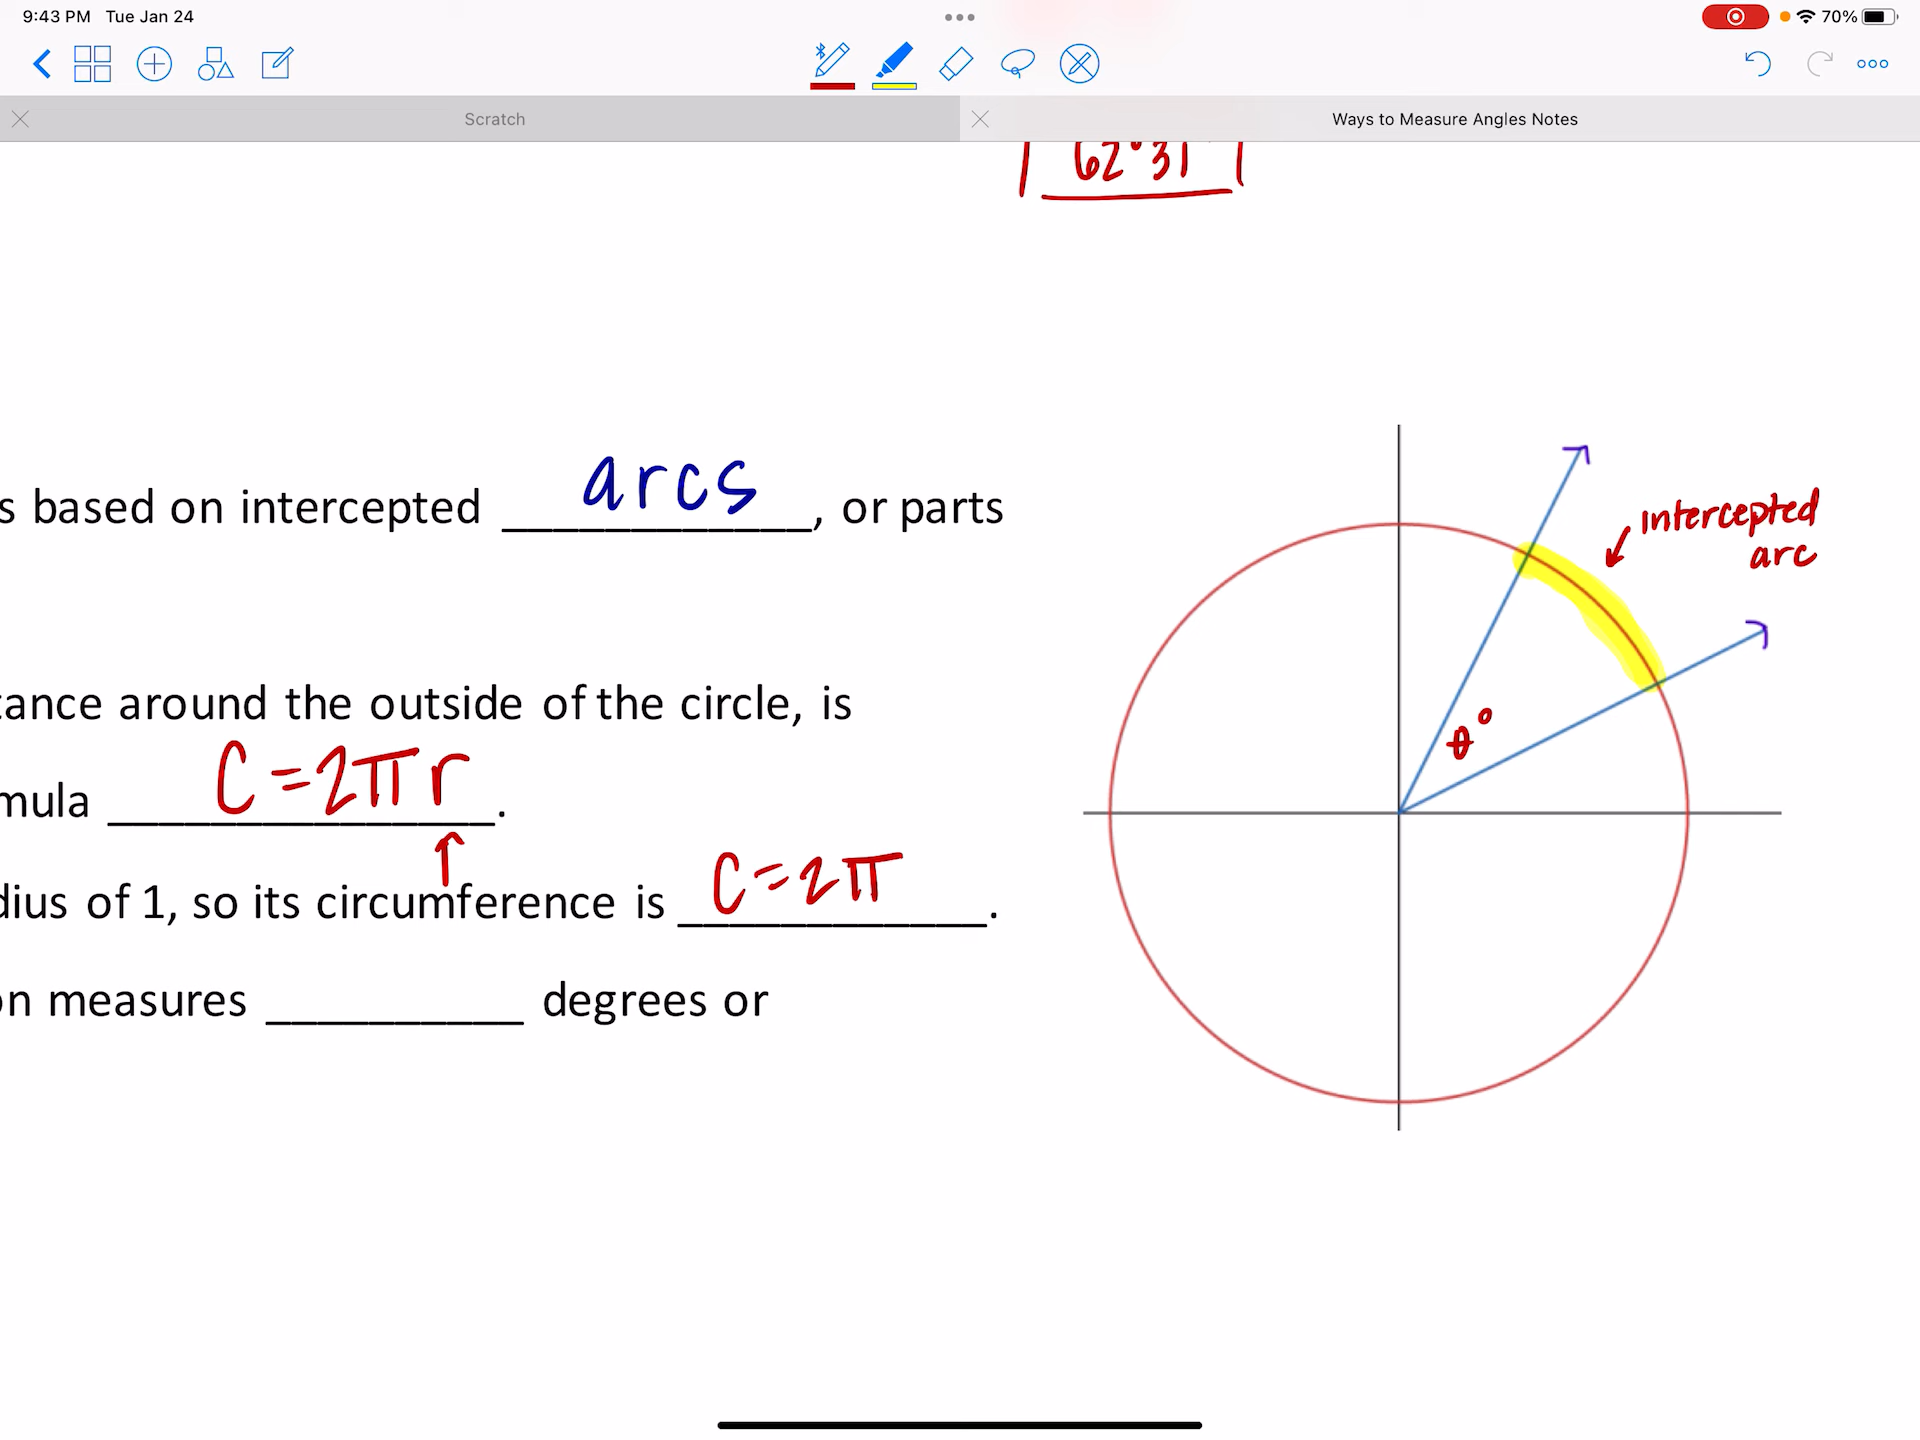 9:43 PM Tue Jan 24
70%
Scratch
Ways to Measure Angles Notes
62°31'
s based on intercepted arcs, or parts
intercepted
arc
tance around the outside of the circle, is
mula C=2πr.
θ°
dius of 1, so its circumference is C=2π.
on measures __________ degrees or